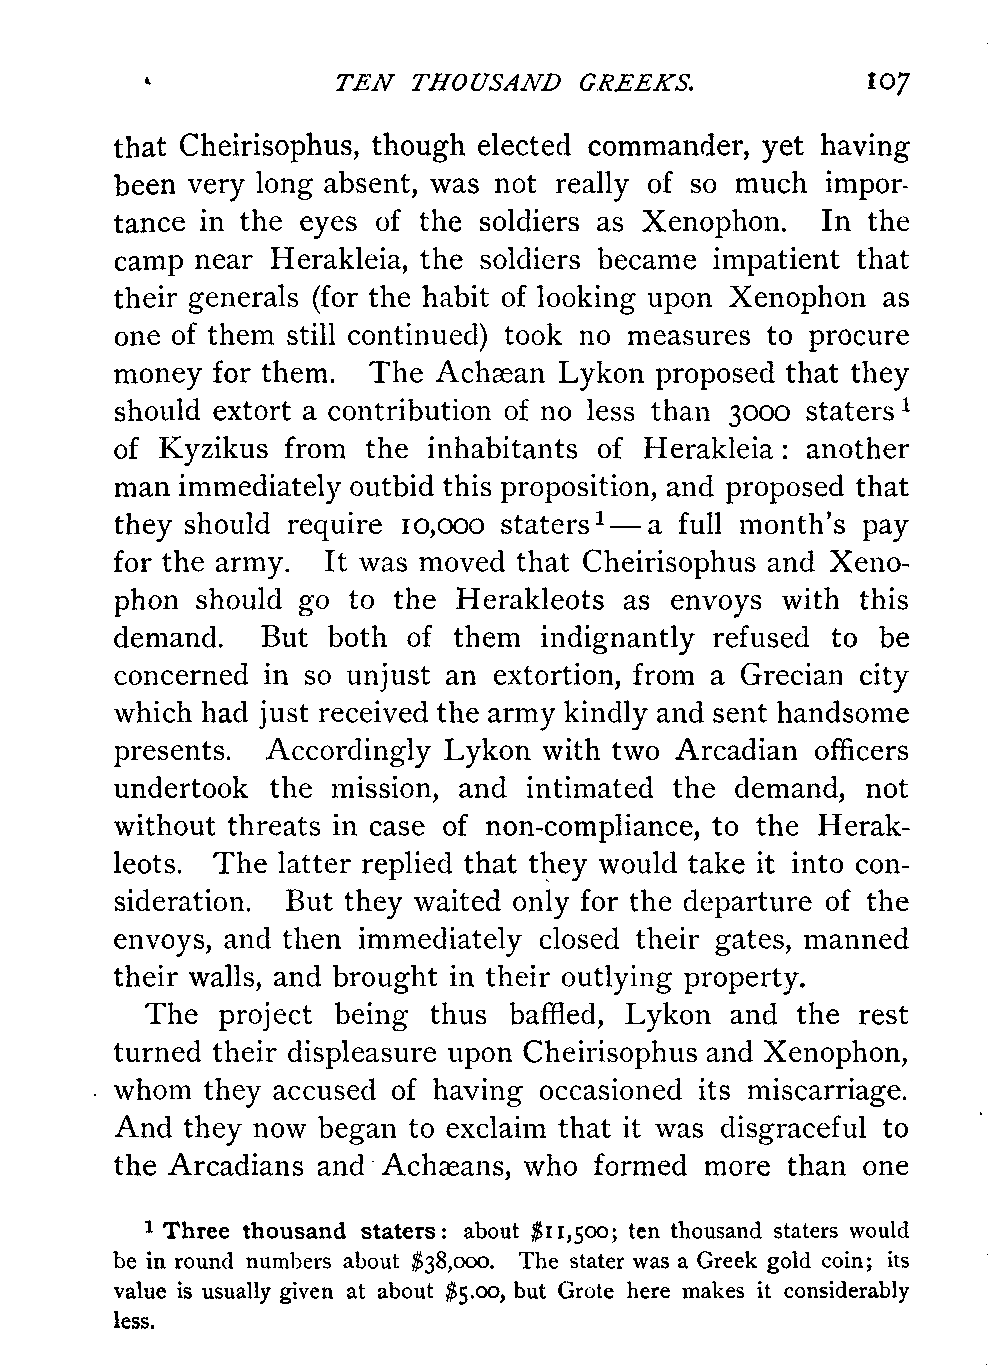 TEN THOUSAND GREEKS. 107
that Cheirisophus, though elected commander, yet having
been very long absent, was not really of so much impor-
tance in the eyes of the soldiers as Xenophon. In the
camp near Herakleia, the soldiers became impatient that
their generals (for the habit of looking upon Xenophon as
one of them still continued) took no measures to procure
money for them. The Achæan Lykon proposed that they
should extort a contribution of no less than 3000 staters¹
of Kyzikus from the inhabitants of Herakleia: another
man immediately outbid this proposition, and proposed that
they should require 10,000 staters¹—a full month's pay
for the army. It was moved that Cheirisophus and Xeno-
phon should go to the Herakleots as envoys with this
demand. But both of them indignantly refused to be
concerned in so unjust an extortion, from a Grecian city
which had just received the army kindly and sent handsome
presents. Accordingly Lykon with two Arcadian officers
undertook the mission, and intimated the demand, not
without threats in case of non-compliance, to the Herak-
leots. The latter replied that they would take it into con-
sideration. But they waited only for the departure of the
envoys, and then immediately closed their gates, manned
their walls, and brought in their outlying property.
The project being thus baffled, Lykon and the rest
turned their displeasure upon Cheirisophus and Xenophon,
whom they accused of having occasioned its miscarriage.
And they now began to exclaim that it was disgraceful to
the Arcadians and Achæans, who formed more than one
¹ Three thousand staters: about $11,500; ten thousand staters would
be in round numbers about $38,000. The stater was a Greek gold coin; its
value is usually given at about $5.00, but Grote here makes it considerably
less.